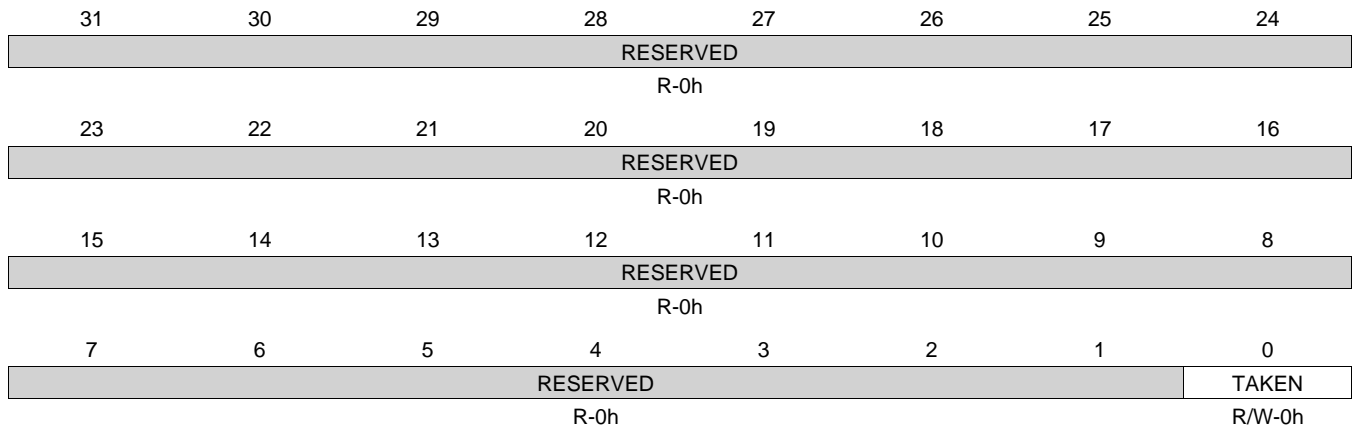 31 30 29 28 27 26 25 24
RESERVED
R-0h
23 22 21 20 19 18 17 16
RESERVED
R-0h
15 14 13 12 11 10 9 8
RESERVED
R-0h
7 6 5 4 3 2 1 0
RESERVED TAKEN
R-0h R/W-0h